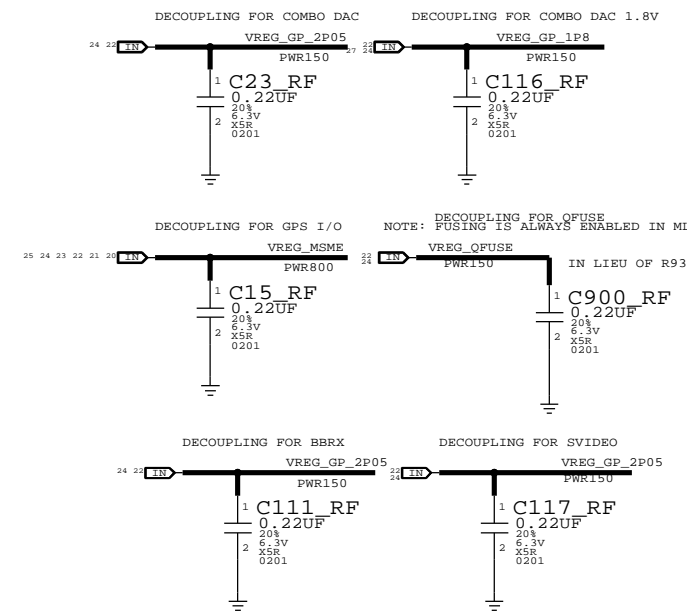 DECOUPLING FOR COMBO DAC
24 22 IN VREG_GP_2P05
PWR150
1 C23_RF
0.22UF
20%
6.3V
2 X5R
0201
DECOUPLING FOR COMBO DAC 1.8V
27 22 24 IN VREG_GP_1P8
PWR150
1 C116_RF
0.22UF
20%
6.3V
2 X5R
0201
DECOUPLING FOR GPS I/O
25 24 23 22 21 20 IN VREG_MSME
PWR800
1 C15_RF
0.22UF
20%
6.3V
2 X5R
0201
DECOUPLING FOR QFUSE
NOTE: FUSING IS ALWAYS ENABLED IN MD
22 24 IN VREG_QFUSE
PWR150
IN LIEU OF R93
1 C900_RF
0.22UF
20%
6.3V
2 X5R
0201
DECOUPLING FOR BBRX
24 22 IN VREG_GP_2P05
PWR150
1 C111_RF
0.22UF
20%
6.3V
2 X5R
0201
DECOUPLING FOR SVIDEO
22 24 IN VREG_GP_2P05
PWR150
1 C117_RF
0.22UF
20%
6.3V
2 X5R
0201